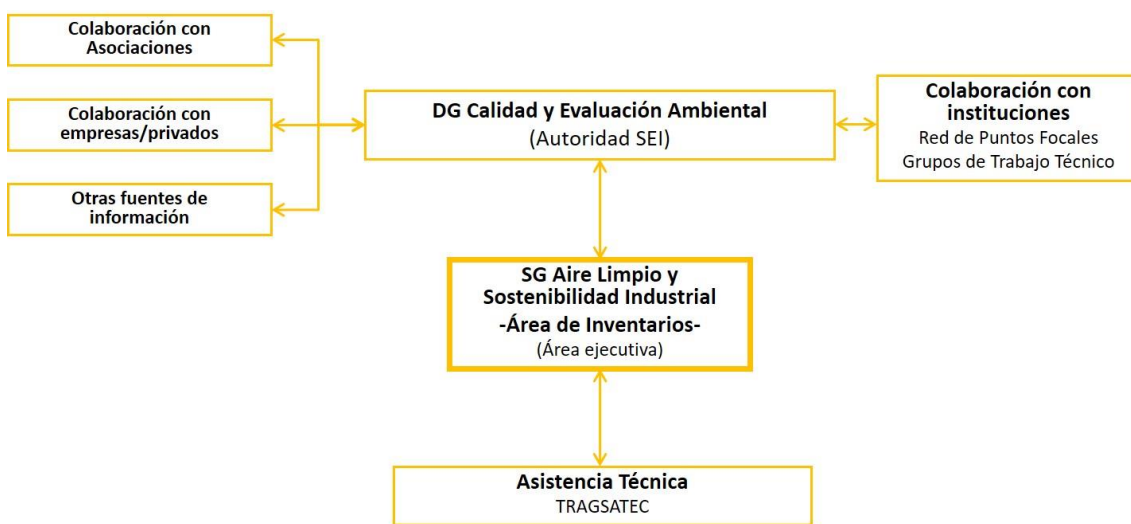 Colaboración con
Asociaciones
Colaboración con
empresas/privados
Otras fuentes de
información
DG Calidad y Evaluación Ambiental
(Autoridad SEI)
Colaboración con
instituciones
Red de Puntos Focales
Grupos de Trabajo Técnico
SG Aire Limpio y
Sostenibilidad Industrial
-Área de Inventarios-
(Área ejecutiva)
Asistencia Técnica
TRAGSATEC